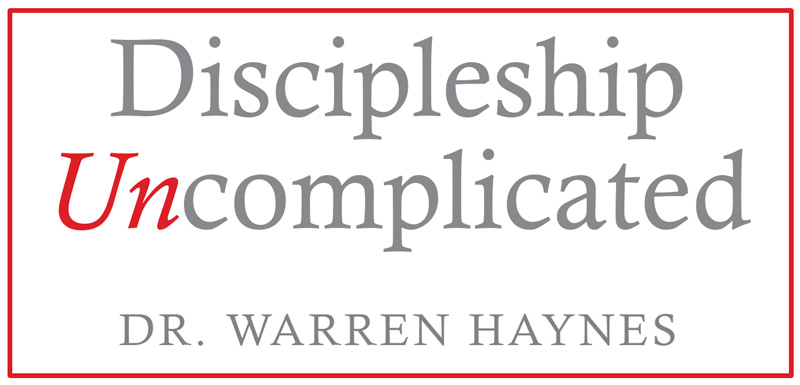 Discipleship
Uncomplicated
DR. WARREN HAYNES